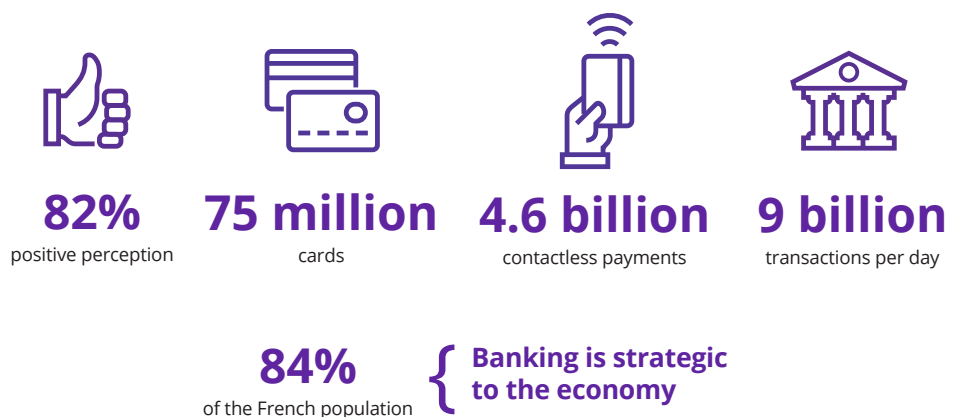 82%
positive perception
75 million
cards
4.6 billion
contactless payments
9 billion
transactions per day
84%
of the French population
Banking is strategic
to the economy